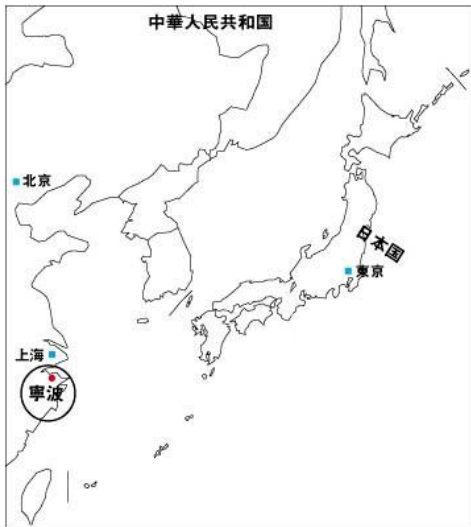 中華人民共和国
北京
日本国
東京
上海
寧波